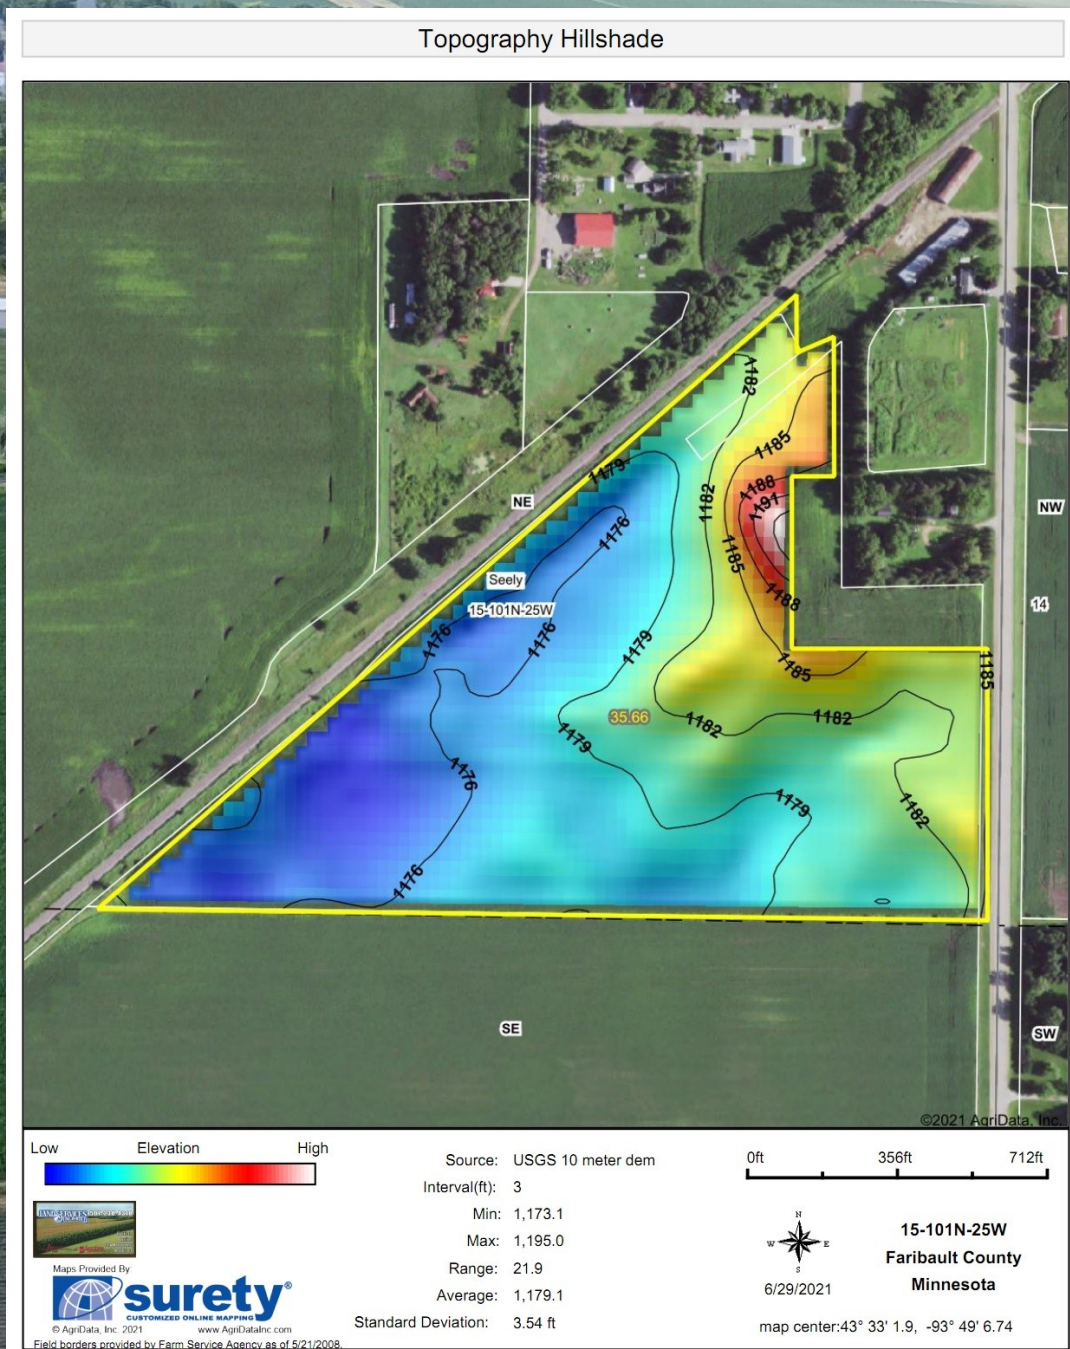 Topography Hillshade
1182
1185
1179
1188
1191
1182
NE
1176
NW
1185
Seely
15-101N-25W
1188
14
1176
1176
1179
1185
1185
35.66
1182
1182
1179
1176
1179
1182
1176
SE
SW
©2021 AgriData, Inc.
Low Elevation High
Source: USGS 10 meter dem
Interval(ft): 3
Min: 1,173.1
Max: 1,195.0
Range: 21.9
Average: 1,179.1
Standard Deviation: 3.54 ft
0ft 356ft 712ft
N
W E
S
6/29/2021
15-101N-25W
Faribault County
Minnesota
map center:43° 33' 1.9, -93° 49' 6.74
Maps Provided By
surety®
CUSTOMIZED ONLINE MAPPING
© AgriData, Inc. 2021 www.AgriDataInc.com
Field borders provided by Farm Service Agency as of 5/21/2008.